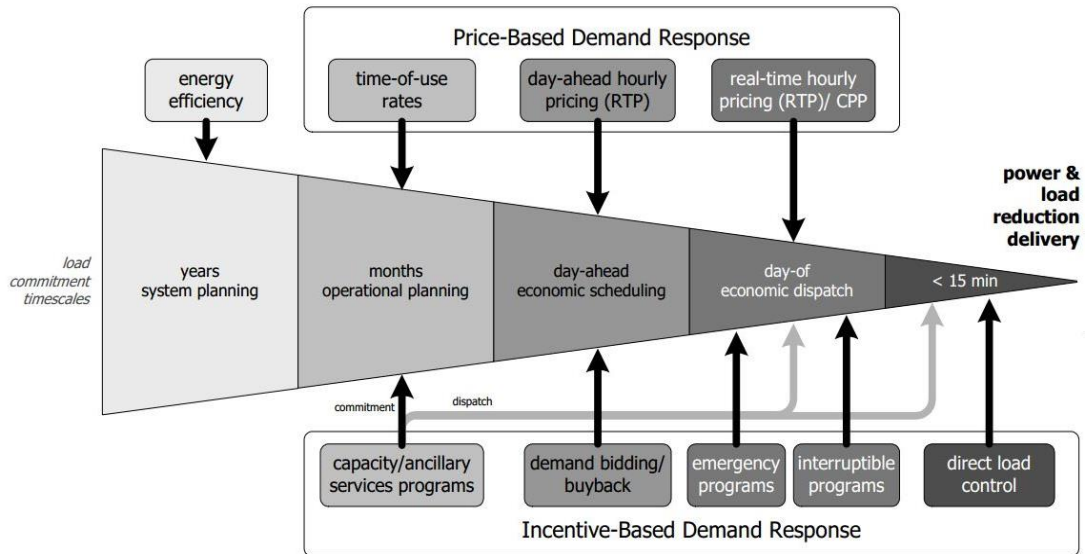 Price-Based Demand Response
energy
efficiency
time-of-use
rates
day-ahead hourly
pricing (RTP)
real-time hourly
pricing (RTP)/ CPP
power &
load
reduction
delivery
load
commitment
timescales
years
system planning
months
operational planning
day-ahead
economic scheduling
day-of
economic dispatch
< 15 min
commitment
dispatch
capacity/ancillary
services programs
demand bidding/
buyback
emergency
programs
interruptible
programs
direct load
control
Incentive-Based Demand Response